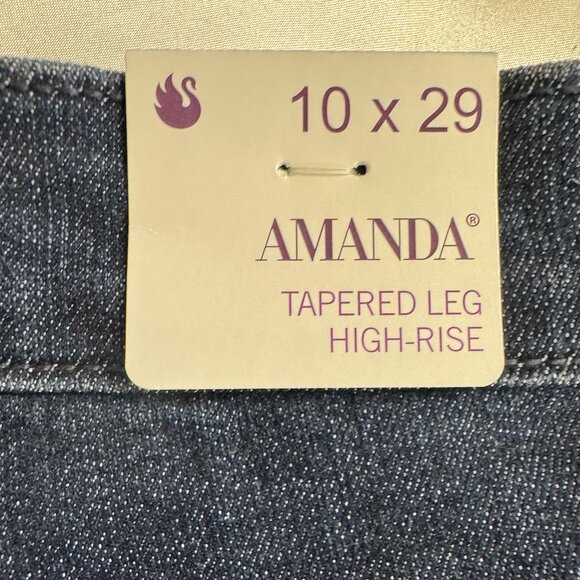 10 x 29
AMANDA®
TAPERED LEG
HIGH-RISE